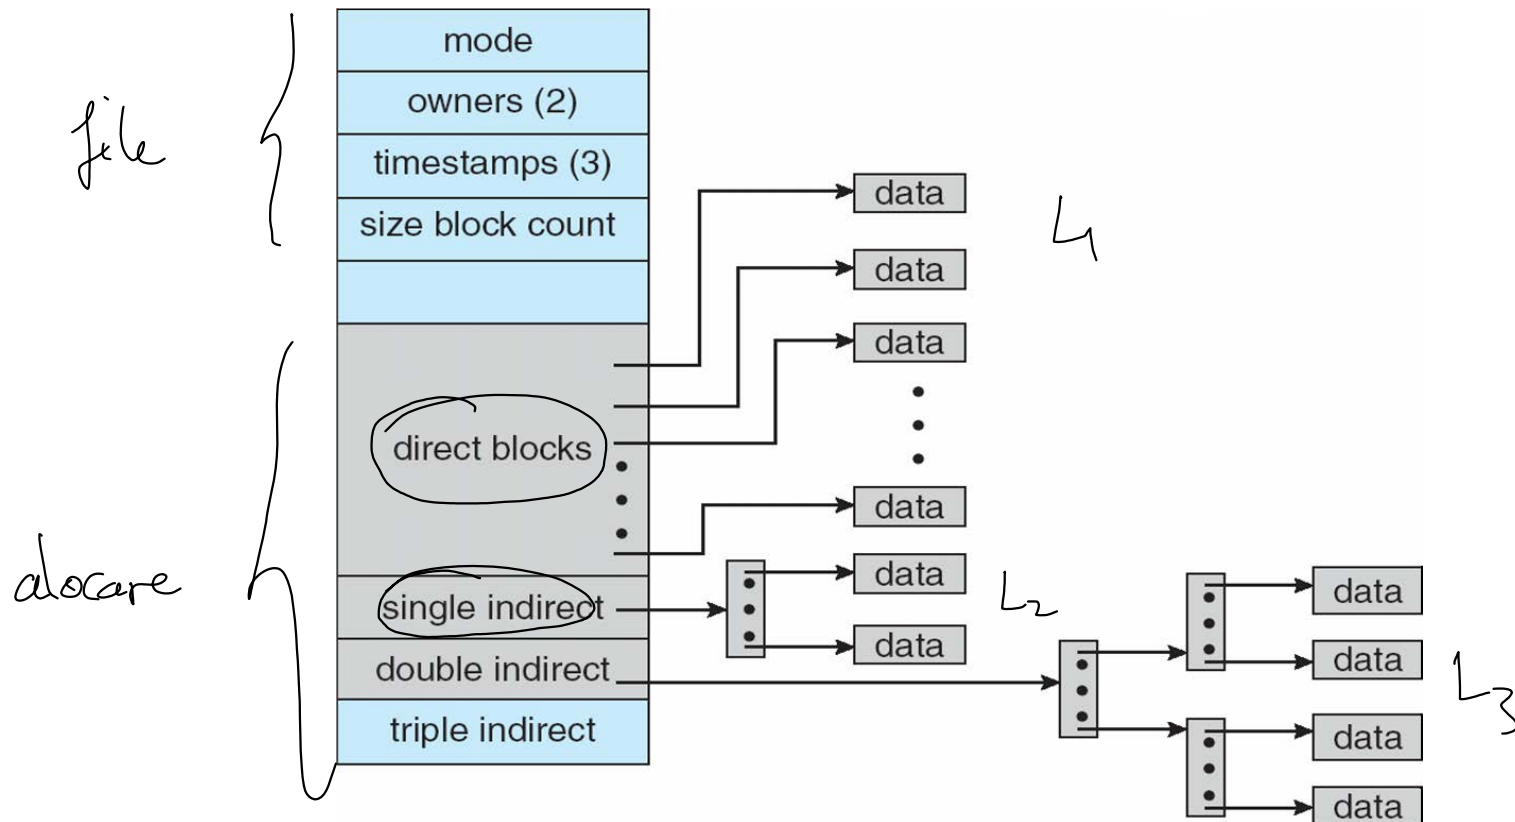 file
mode
owners (2)
timestamps (3)
size block count
alocare
direct blocks
single indirect
double indirect
triple indirect
data
data
data
data
L1
data
data
L2
data
data
data
data
L3